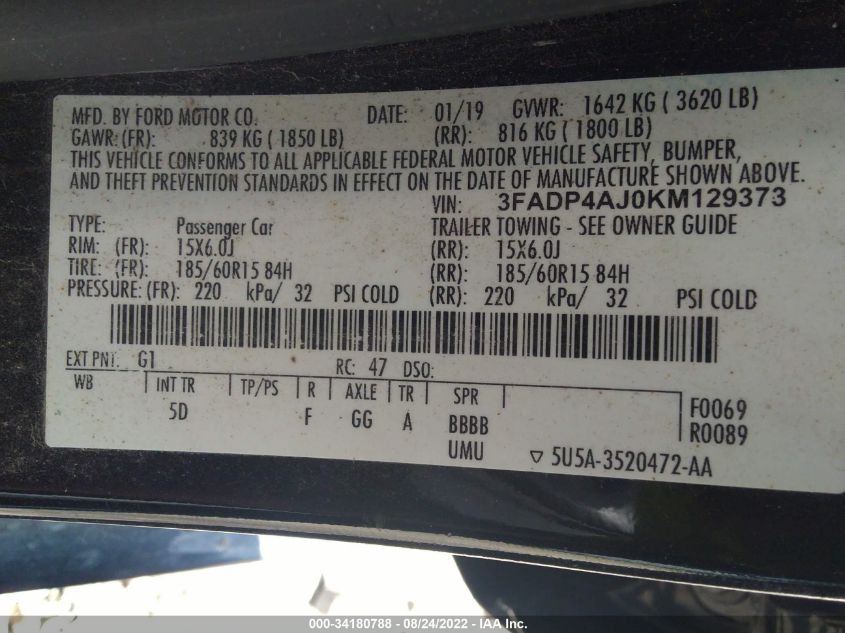 MFD. BY FORD MOTOR CO. DATE: 01/19 GVWR: 1642 KG ( 3620 LB)
GAWR: (FR): 839 KG ( 1850 LB) (RR): 816 KG ( 1800 LB)
THIS VEHICLE CONFORMS TO ALL APPLICABLE FEDERAL MOTOR VEHICLE SAFETY, BUMPER,
AND THEFT PREVENTION STANDARDS IN EFFECT ON THE DATE OF MANUFACTURE SHOWN ABOVE.
VIN: 3FADP4AJ0KM129373
TYPE: Passenger Car TRAILER TOWING - SEE OWNER GUIDE
RIM: (FR): 15X6.0J (RR): 15X6.0J
TIRE: (FR): 185/60R15 84H (RR): 185/60R15 84H
PRESSURE: (FR): 220 kPa/ 32 PSI COLD (RR): 220 kPa/ 32 PSI COLD
EXT PNT: G1 RC: 47 DSO:
WB INT TR TP/PS R AXLE TR SPR
5D F GG A BBBB F0069
UMU R0089
▽ 5U5A-3520472-AA
000-34180788 - 08/24/2022 - IAA Inc.